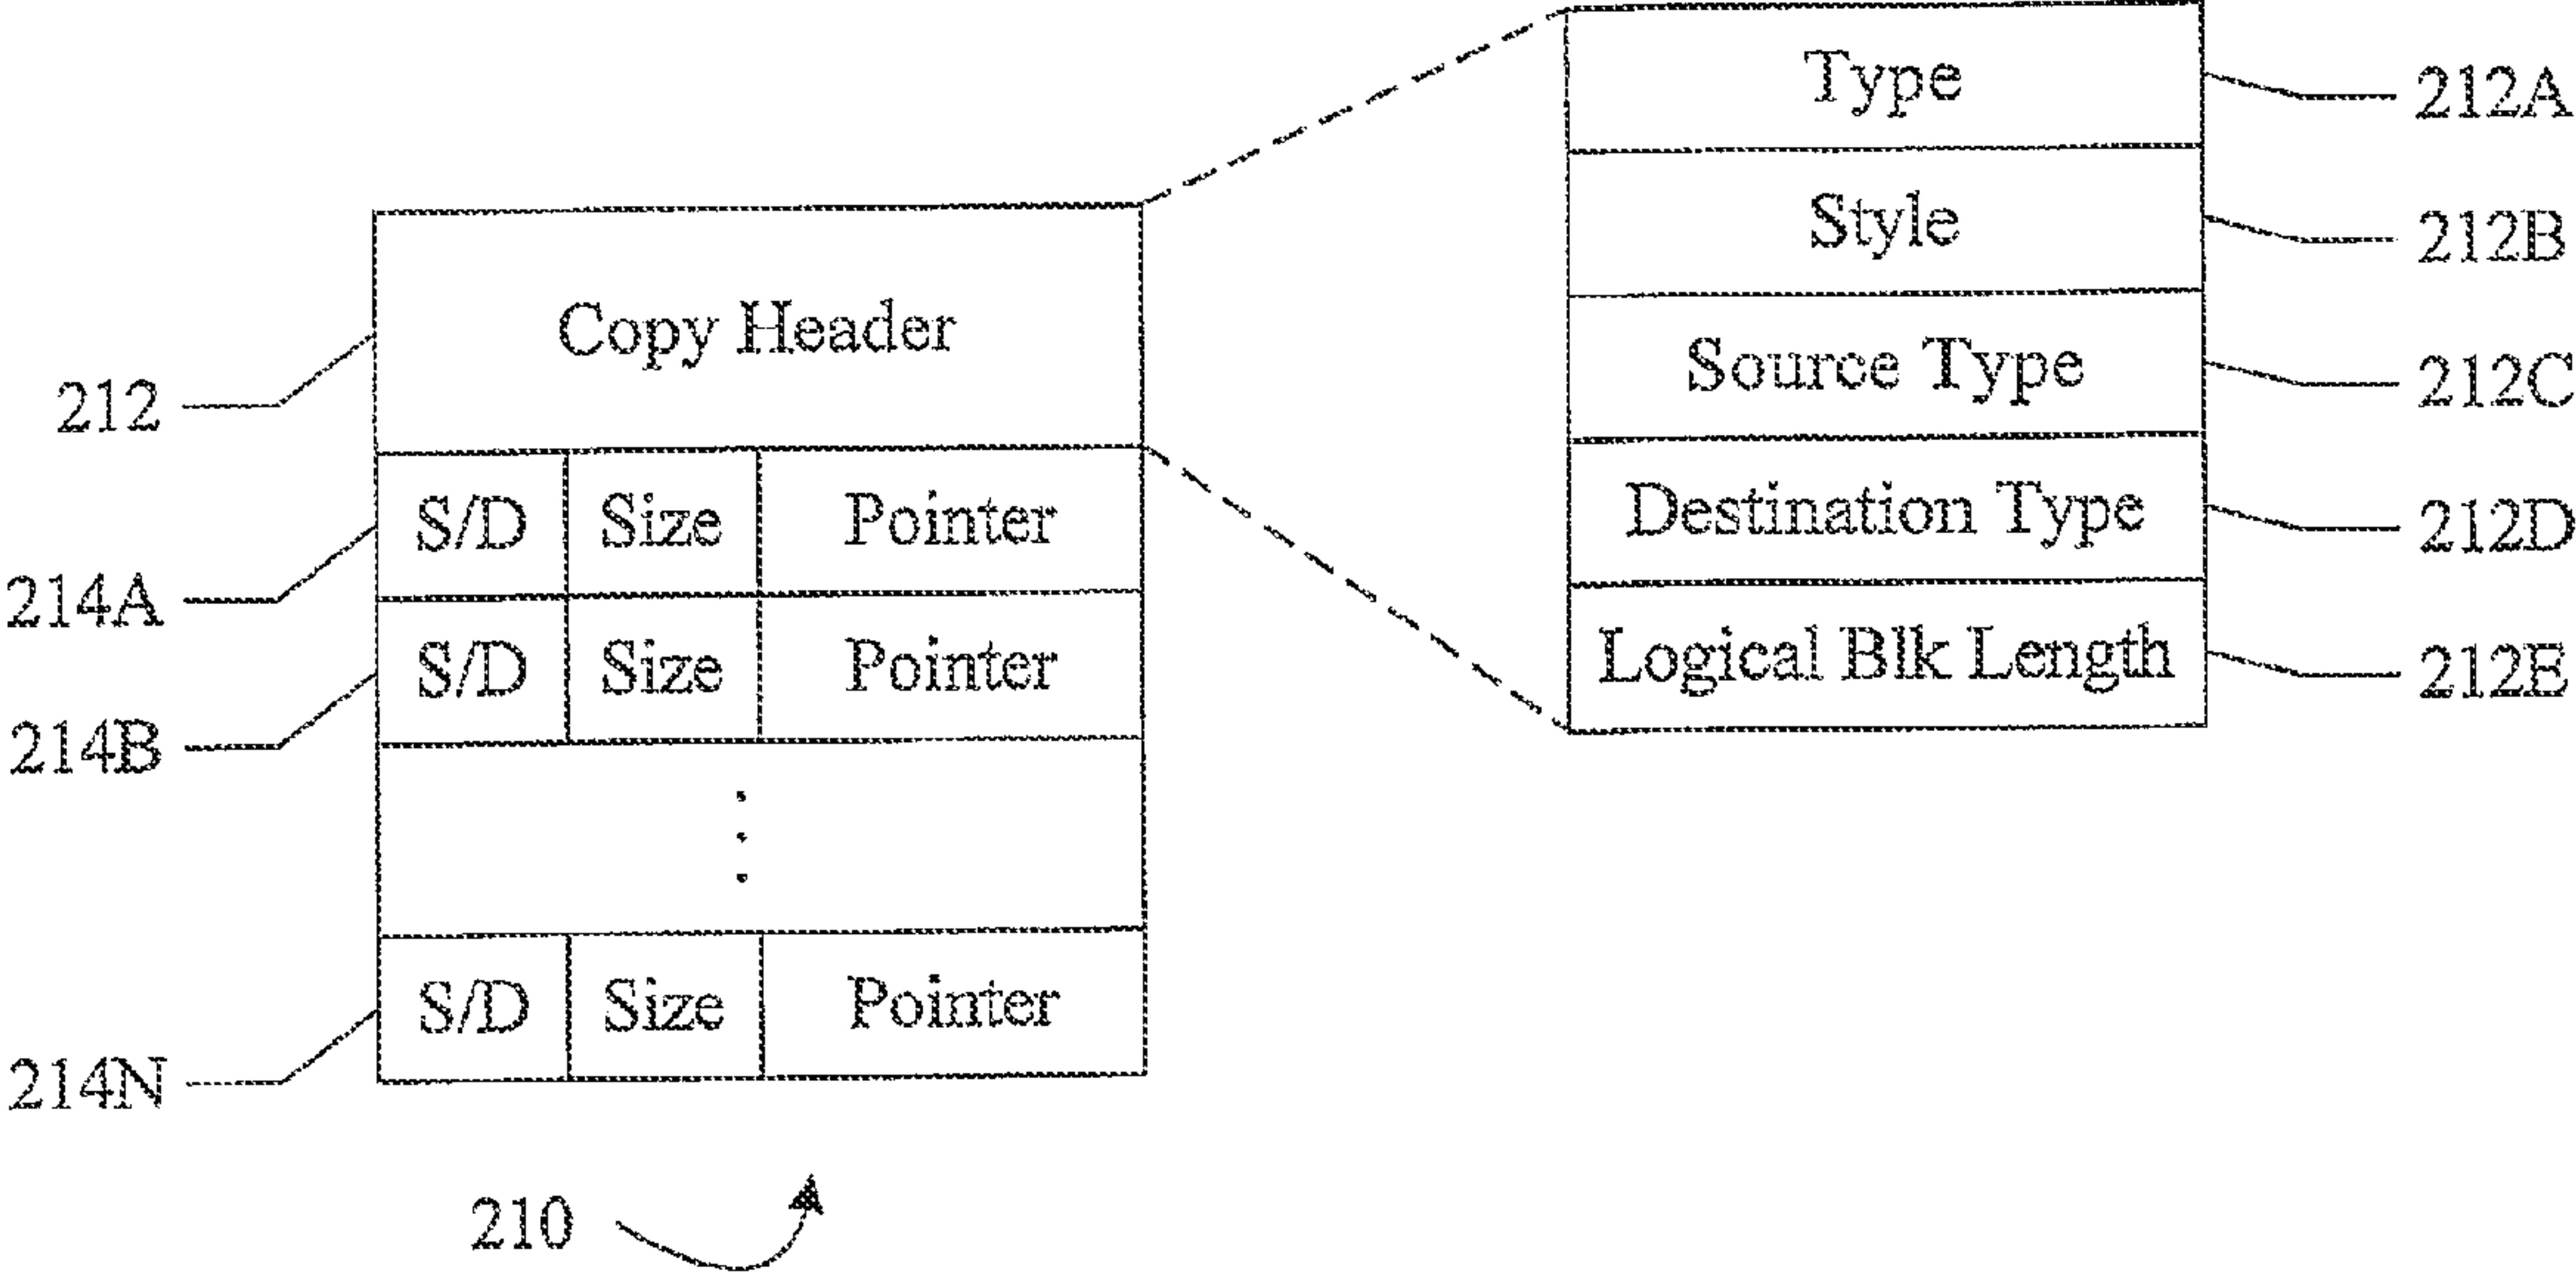 Type 212A
Style 212B
Copy Header
Source Type 212C
212
S/D Size Pointer
Destination Type 212D
214A
S/D Size Pointer
Logical Blk Length 212E
214B
S/D Size Pointer
214N
210